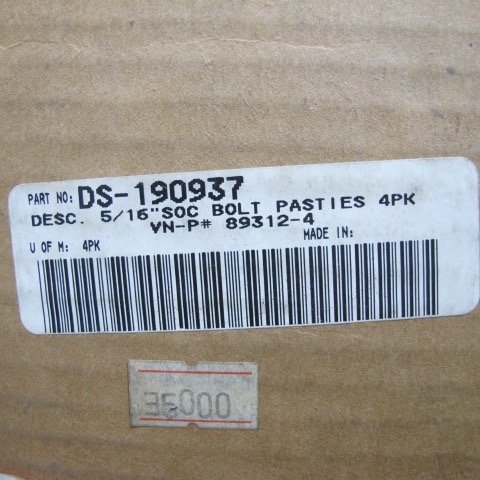 PART NO: DS-190937
DESC. 5/16"SOC BOLT PASTIES 4PK
VN-P# 89312-4
U OF M: 4PK MADE IN:
35000